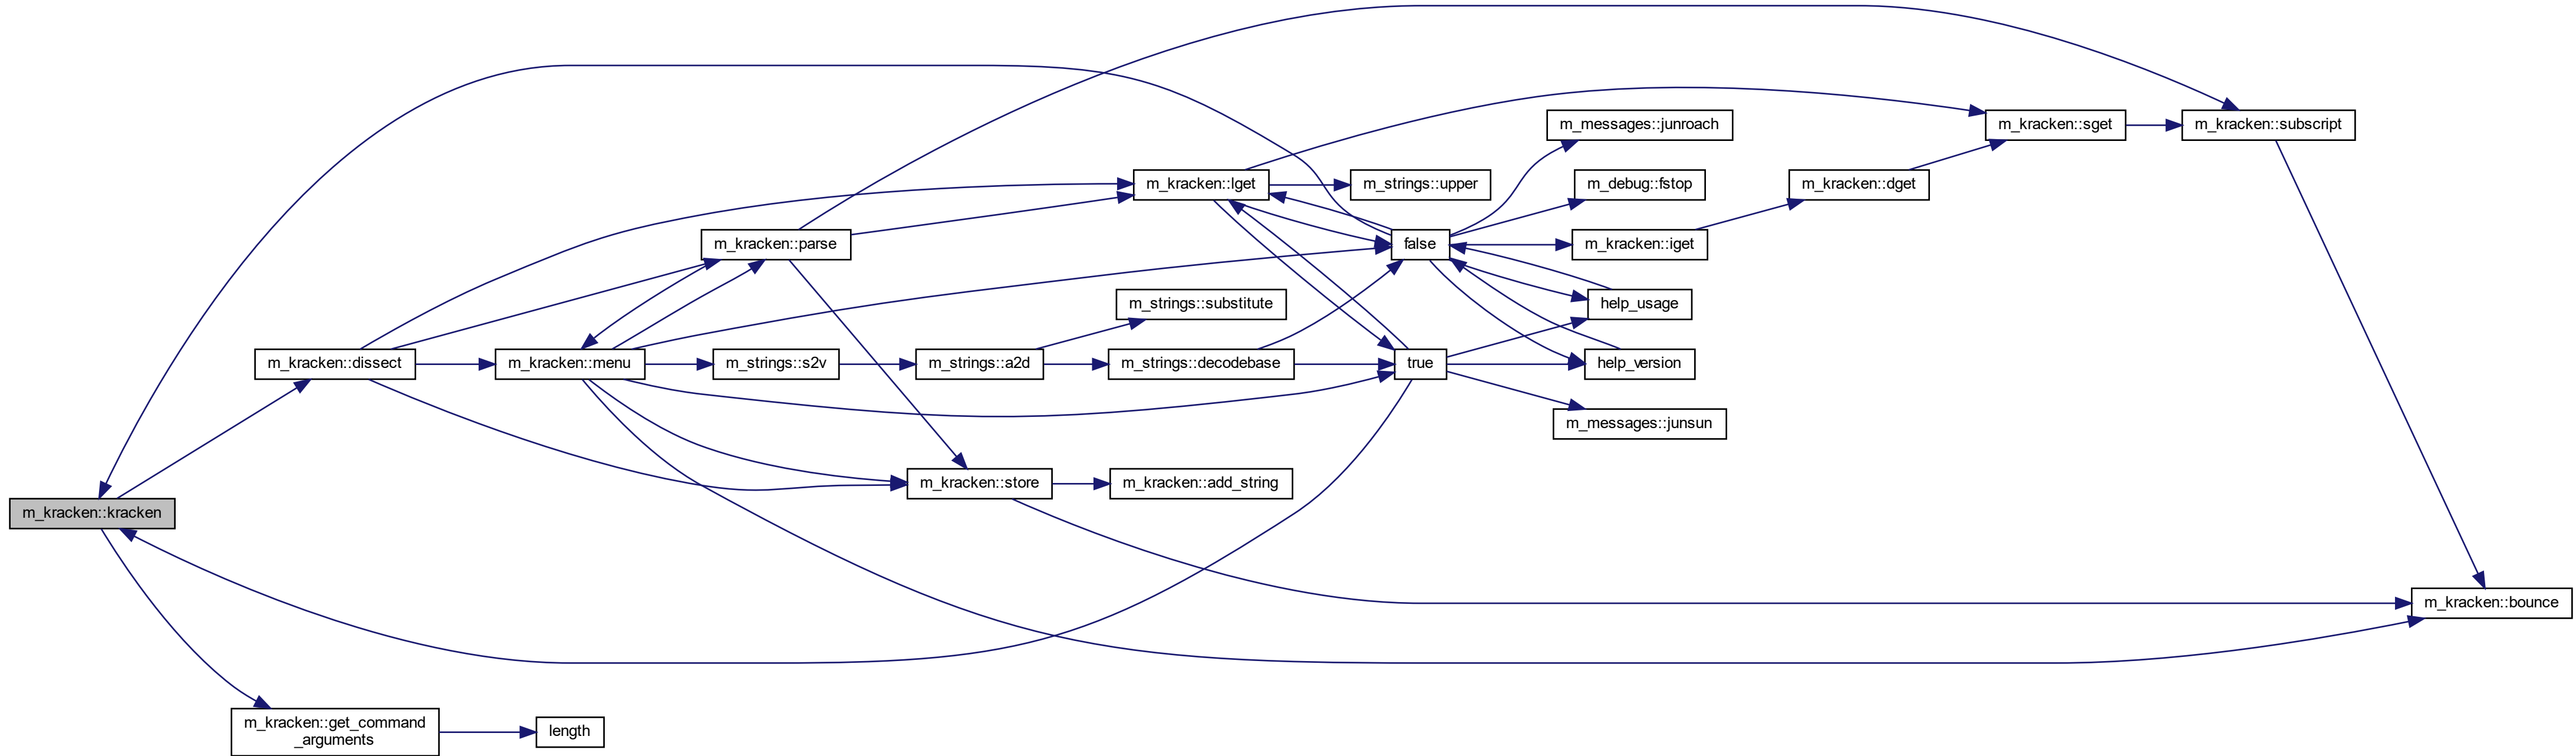 m_messages::junroach
m_kracken::sget
m_kracken::subscript
m_kracken::lget
m_strings::upper
m_debug::fstop
m_kracken::dget
m_kracken::parse
false
m_kracken::iget
m_strings::substitute
help_usage
m_kracken::dissect
m_kracken::menu
m_strings::s2v
m_strings::a2d
m_strings::decodebase
true
help_version
m_messages::junsun
m_kracken::store
m_kracken::add_string
m_kracken::kracken
m_kracken::bounce
m_kracken::get_command
_arguments
length